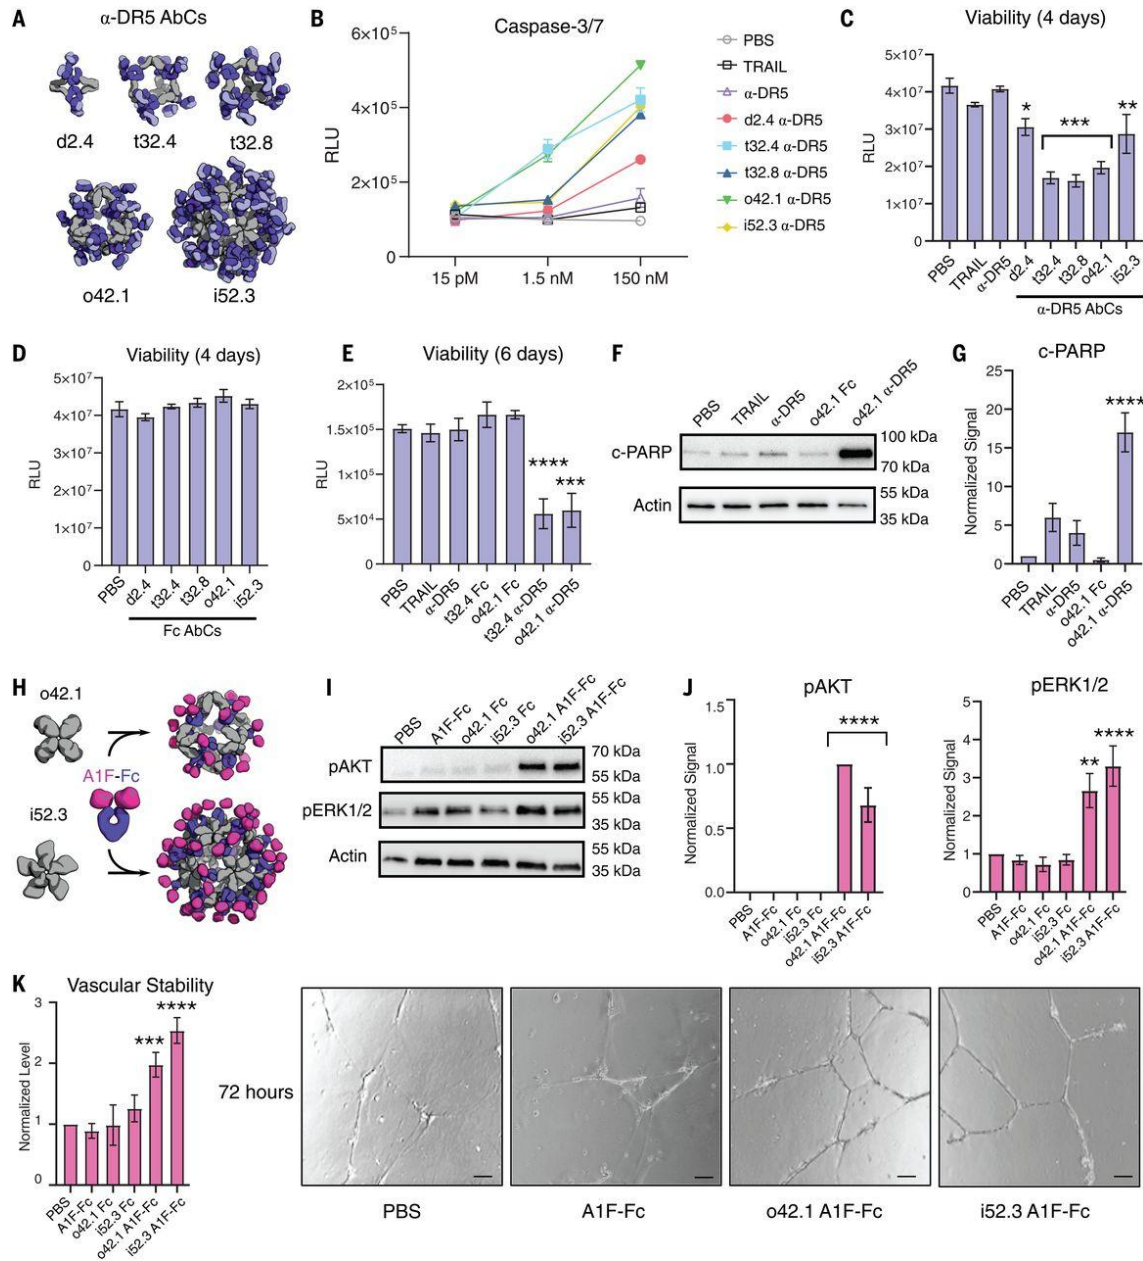 A
α-DR5 AbCs
d2.4
t32.4
t32.8
o42.1
i52.3
B
Caspase-3/7
RLU
6×10⁵
4×10⁵
2×10⁵
0
15 pM
1.5 nM
150 nM
PBS
TRAIL
α-DR5
d2.4 α-DR5
t32.4 α-DR5
t32.8 α-DR5
o42.1 α-DR5
i52.3 α-DR5
C
Viability (4 days)
RLU
5×10⁷
4×10⁷
3×10⁷
2×10⁷
1×10⁷
0
*
***
**
PBS
TRAIL
α-DR5
d2.4
t32.4
t32.8
o42.1
i52.3
α-DR5 AbCs
D
Viability (4 days)
RLU
5×10⁷
4×10⁷
3×10⁷
2×10⁷
1×10⁷
0
PBS
d2.4
t32.4
t32.8
o42.1
i52.3
Fc AbCs
E
Viability (6 days)
RLU
2×10⁵
1.5×10⁵
1×10⁵
5×10⁴
0
****
***
PBS
TRAIL
α-DR5
t32.4 Fc
o42.1 Fc
t32.4 α-DR5
o42.1 α-DR5
F
PBS
TRAIL
α-DR5
o42.1 Fc
o42.1 α-DR5
c-PARP
100 kDa
70 kDa
Actin
55 kDa
35 kDa
G
c-PARP
Normalized Signal
25
20
15
10
5
0
****
PBS
TRAIL
α-DR5
o42.1 Fc
o42.1 α-DR5
H
o42.1
A1F-Fc
i52.3
I
PBS
A1F-Fc
o42.1 Fc
i52.3 Fc
o42.1 A1F-Fc
i52.3 A1F-Fc
pAKT
70 kDa
55 kDa
pERK1/2
55 kDa
35 kDa
Actin
55 kDa
35 kDa
J
pAKT
Normalized Signal
1.5
1.0
0.5
0.0
****
PBS
A1F-Fc
o42.1 Fc
i52.3 Fc
o42.1 A1F-Fc
i52.3 A1F-Fc
pERK1/2
Normalized Signal
5
4
3
2
1
0
**
****
PBS
A1F-Fc
o42.1 Fc
i52.3 Fc
o42.1 A1F-Fc
i52.3 A1F-Fc
K
Vascular Stability
Normalized Level
3
2
1
0
***
****
PBS
A1F-Fc
o42.1 Fc
i52.3 Fc
o42.1 A1F-Fc
i52.3 A1F-Fc
72 hours
PBS
A1F-Fc
o42.1 A1F-Fc
i52.3 A1F-Fc